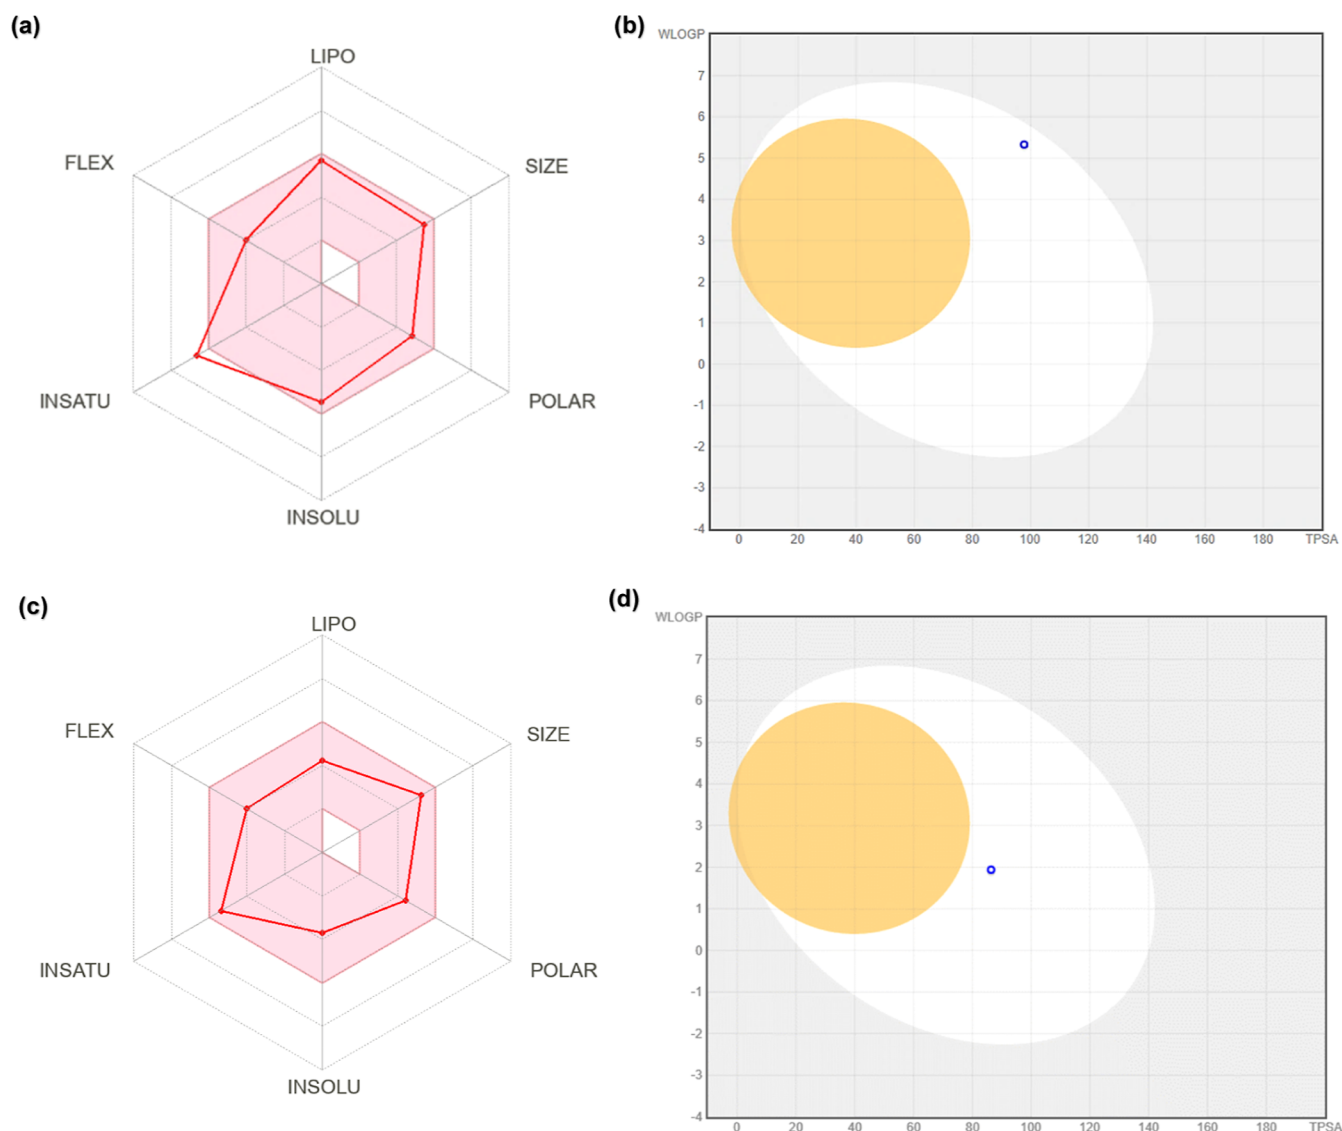 (a)
LIPO
FLEX
SIZE
INSATU
POLAR
INSOLU
(b)
WLOGP
7
6
5
4
3
2
1
0
-1
-2
-3
-4
0 20 40 60 80 100 120 140 160 180 TPSA
(c)
LIPO
FLEX
SIZE
INSATU
POLAR
INSOLU
(d)
WLOGP
7
6
5
4
3
2
1
0
-1
-2
-3
-4
0 20 40 60 80 100 120 140 160 180 TPSA